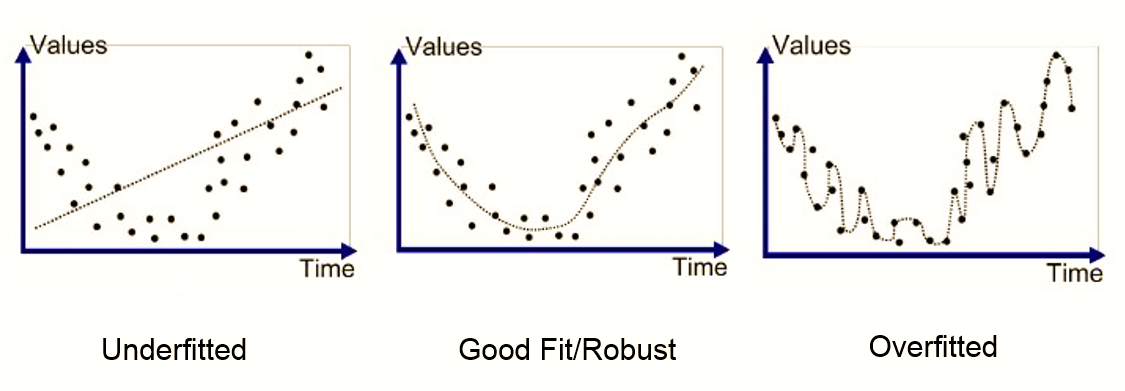 Values
Values
Values
Time
Time
Time
Underfitted
Good Fit/Robust
Overfitted